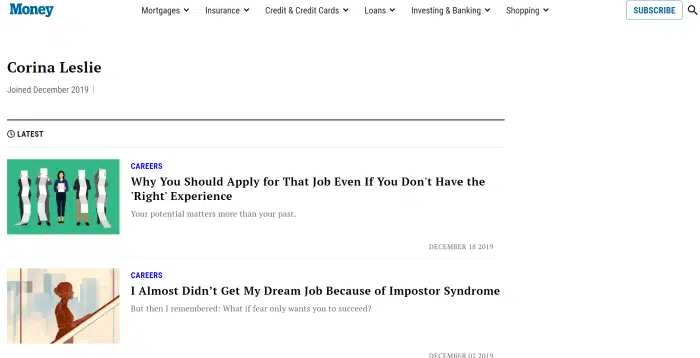 Money
Mortgages Insurance Credit & Credit Cards Loans Investing & Banking Shopping SUBSCRIBE
Corina Leslie
Joined December 2019
LATEST
CAREERS
Why You Should Apply for That Job Even If You Don't Have the
'Right' Experience
Your potential matters more than your past.
DECEMBER 18 2019
CAREERS
I Almost Didn’t Get My Dream Job Because of Impostor Syndrome
But then I remembered: What if fear only wants you to succeed?
DECEMBER 02 2019